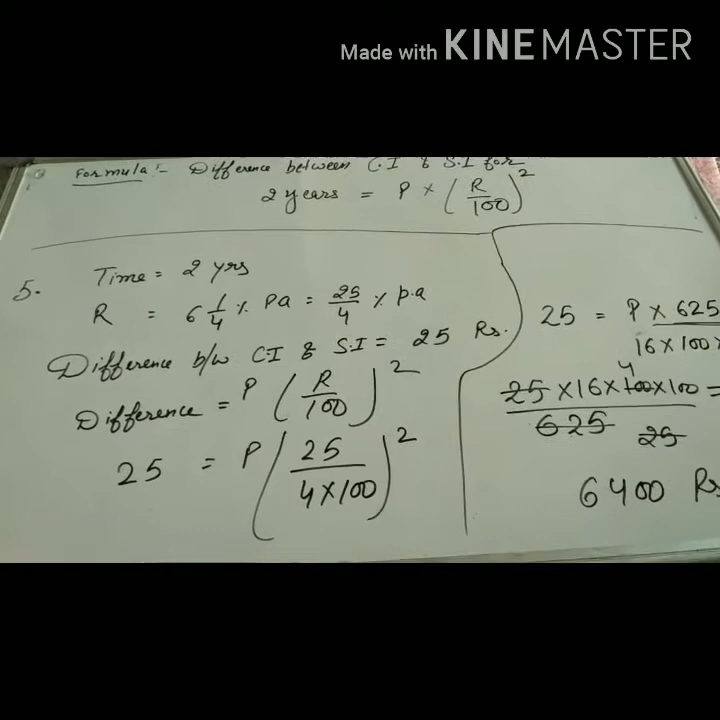 Made with KINEMASTER
Formula:- Difference between C.I & S.I for
2 years = P × (R/100)²
5. Time = 2 yrs
R = 6 1/4 % Pa = 25/4 % p.a
Difference b/w C.I & S.I = 25 Rs.
Difference = P (R/100)²
25 = P (25/4×100)²
25 = P × 625
16×100×
4
25×16×100×100 =
625 25
6400 Rs